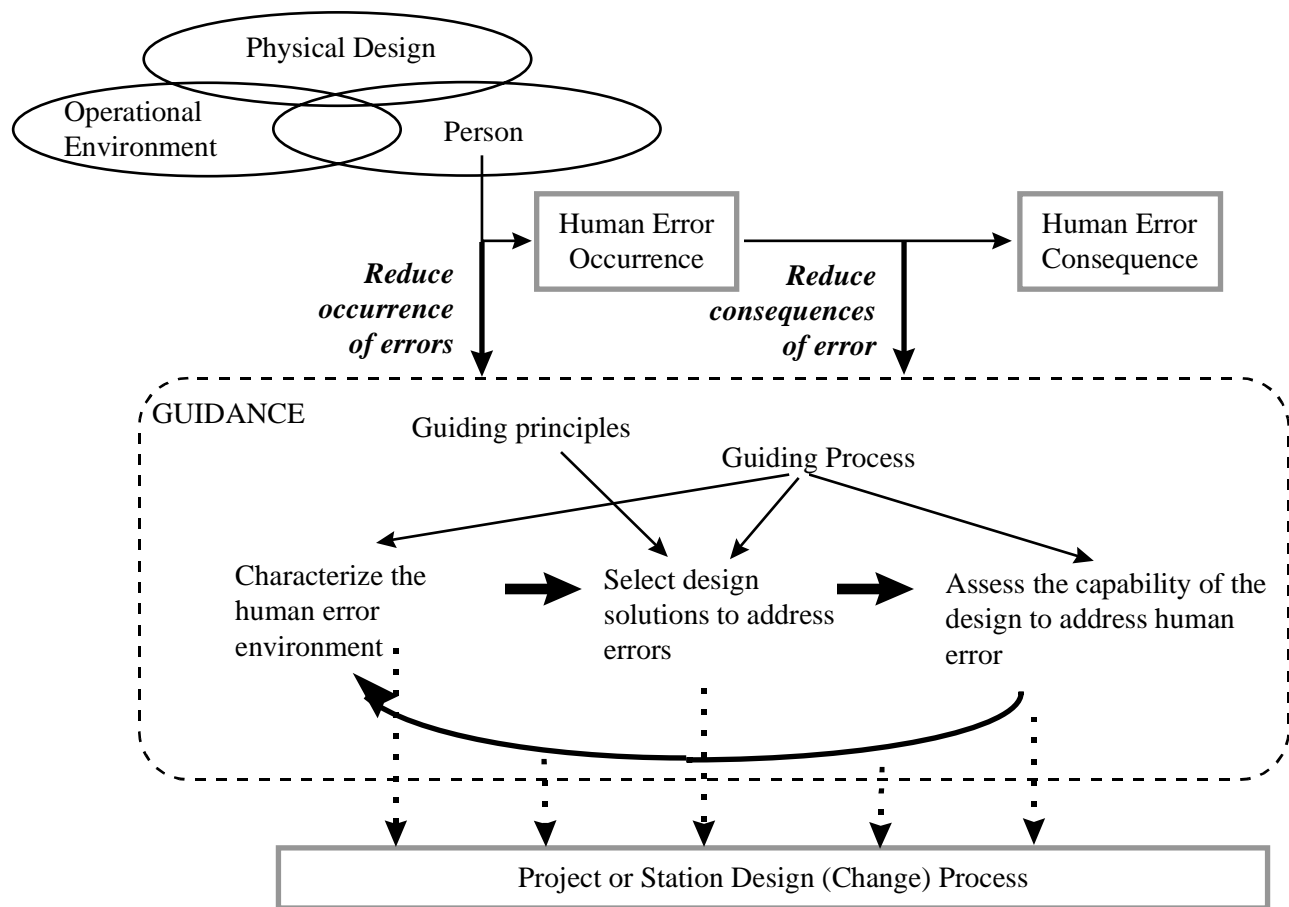 Physical Design
Operational
Environment
Person
Human Error
Occurrence
Human Error
Consequence
Reduce
occurrence
of errors
Reduce
consequences
of error
GUIDANCE
Guiding principles
Guiding Process
Characterize the
human error
environment
Select design
solutions to address
errors
Assess the capability of the
design to address human
error
Project or Station Design (Change) Process